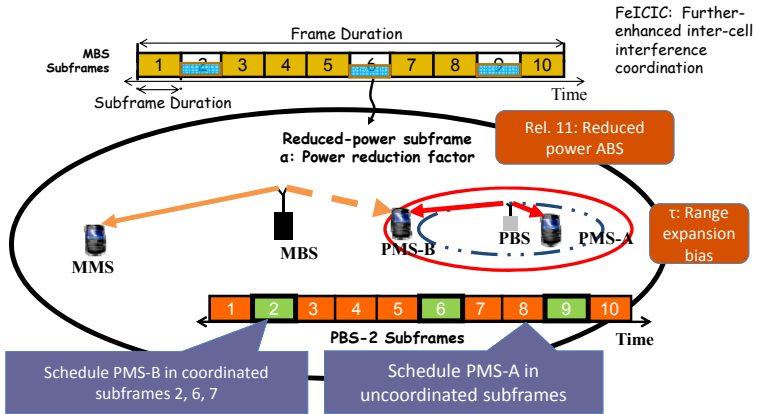 FeICIC: Further-
enhanced inter-cell
interference
coordination
Frame Duration
MBS
Subframes
1 2 3 4 5 6 7 8 9 10
Subframe Duration
Time
Reduced-power subframe
α: Power reduction factor
Rel. 11: Reduced
power ABS
τ: Range
expansion
bias
MMS
MBS
PMS-B
PBS
PMS-A
1 2 3 4 5 6 7 8 9 10
PBS-2 Subframes
Time
Schedule PMS-B in coordinated
subframes 2, 6, 7
Schedule PMS-A in
uncoordinated subframes